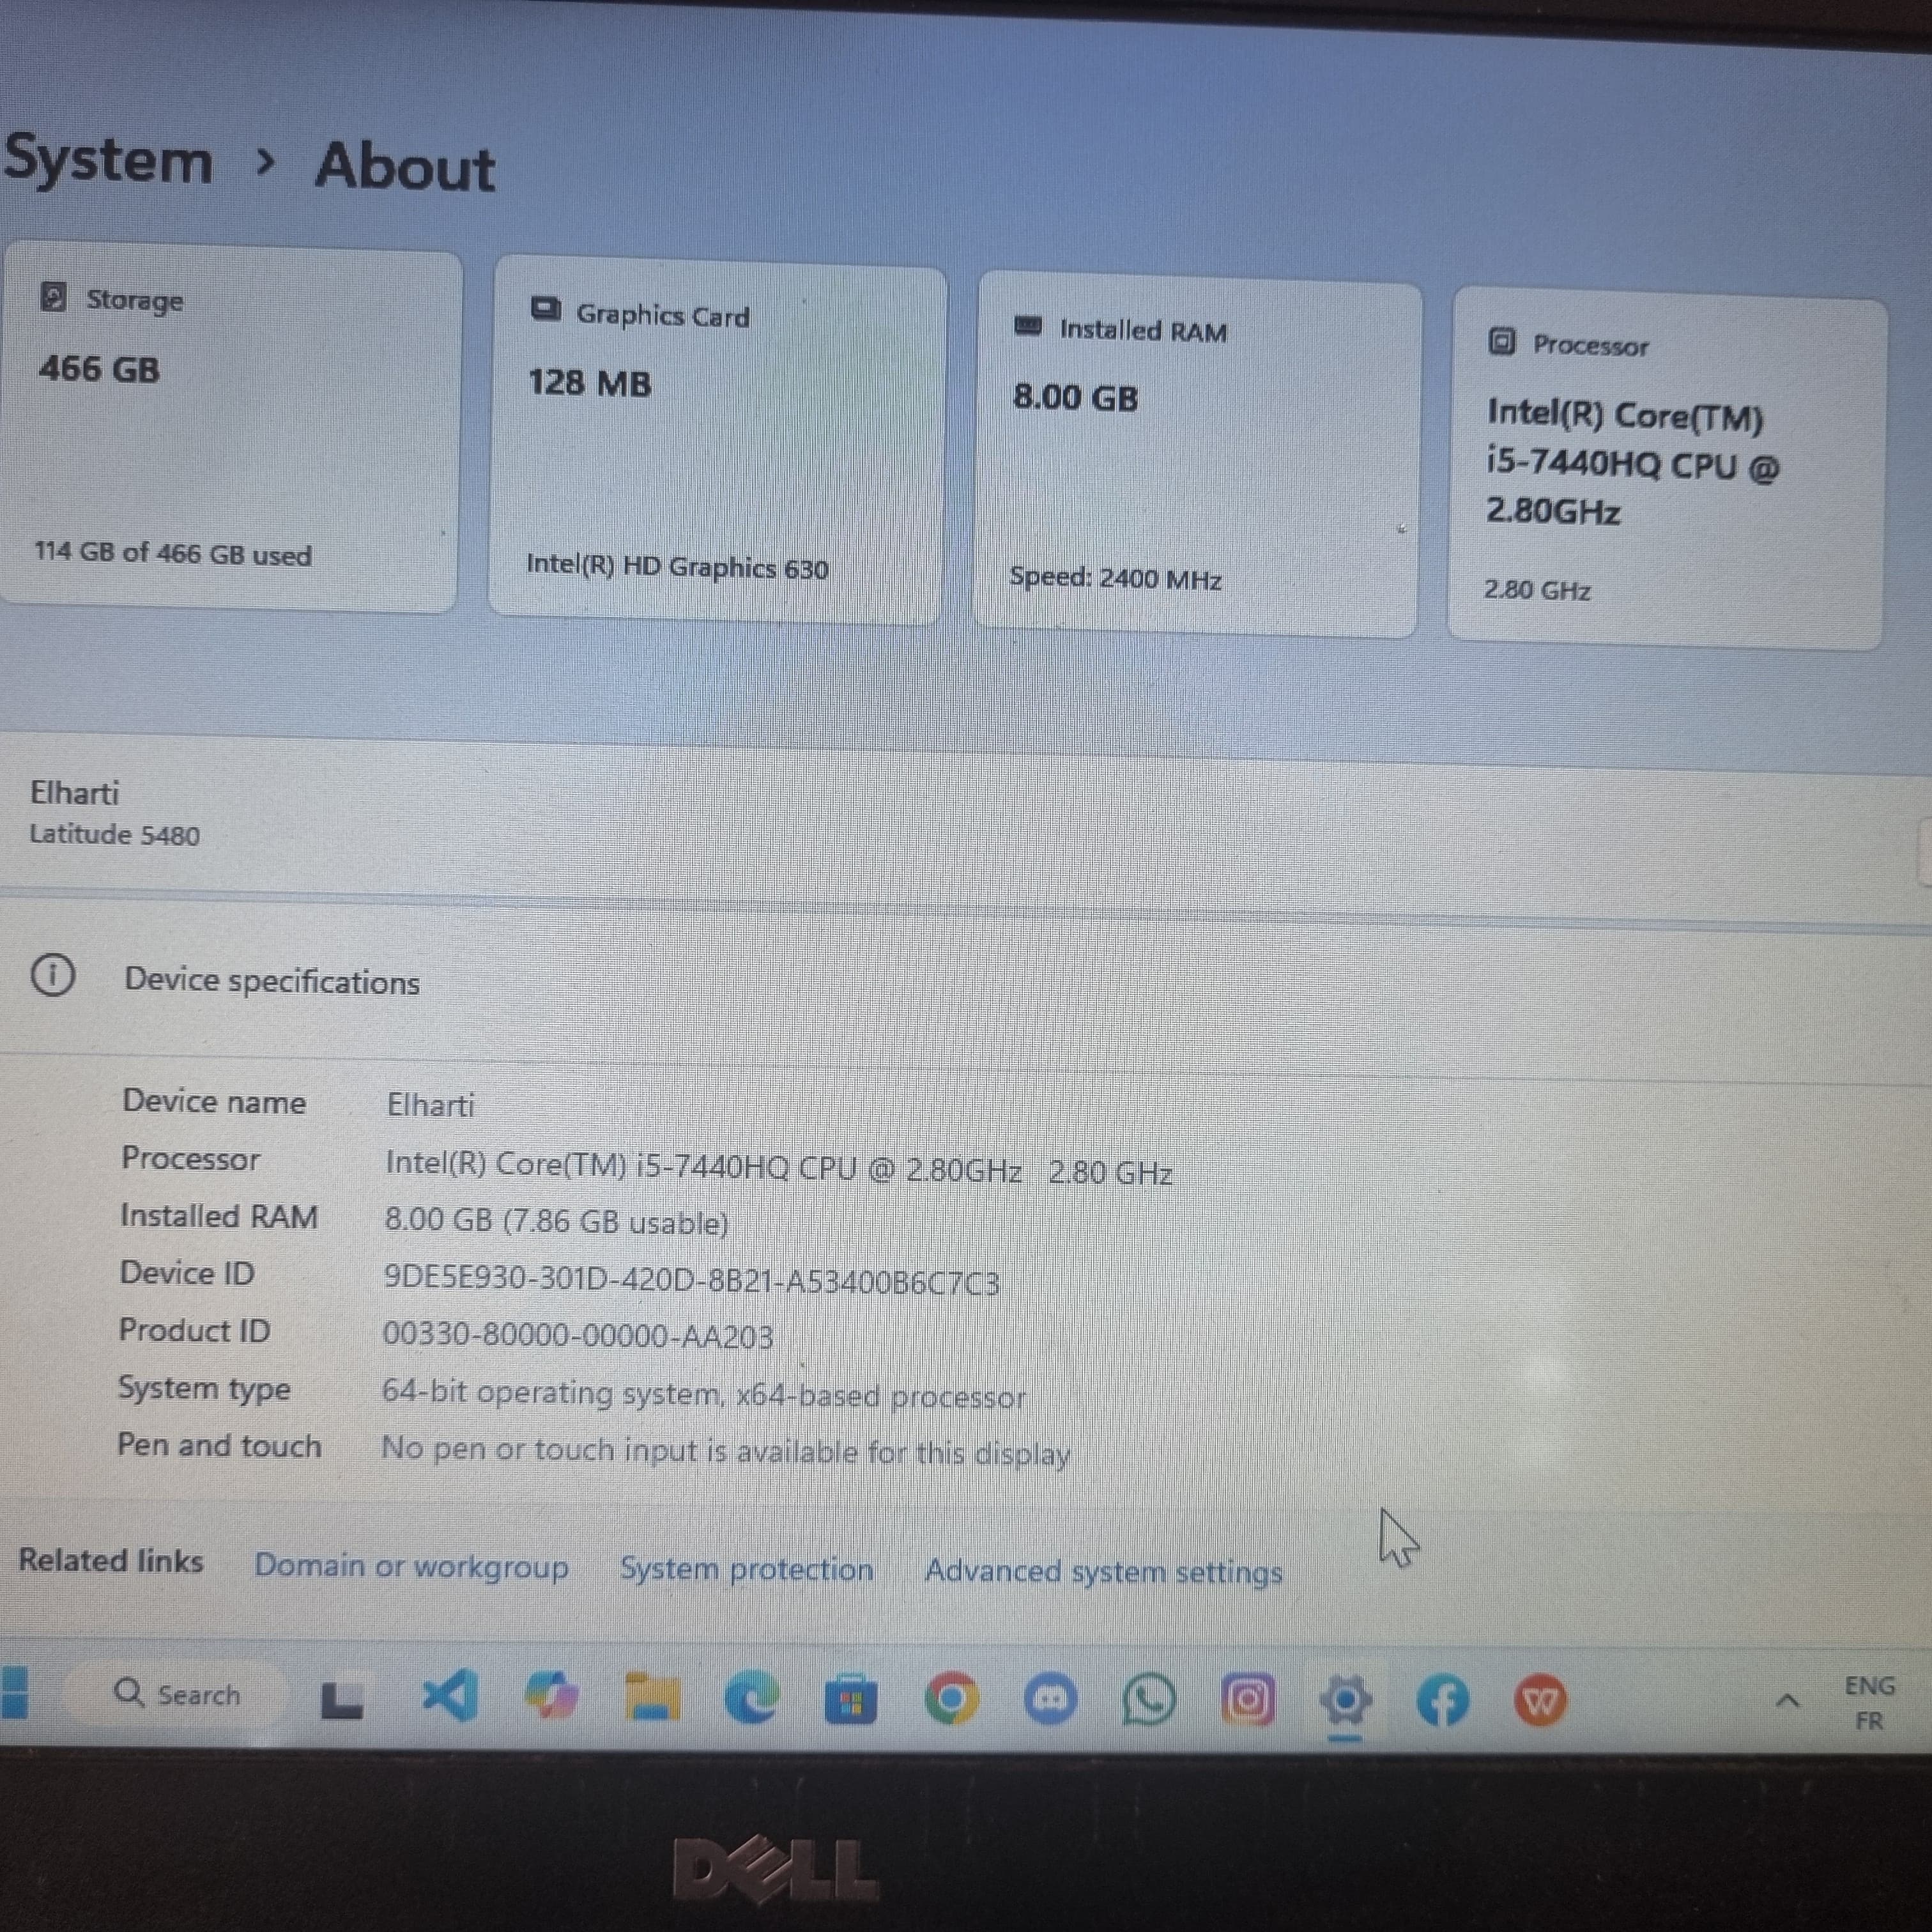 System > About
Storage
466 GB
114 GB of 466 GB used
Graphics Card
128 MB
Intel(R) HD Graphics 630
Installed RAM
8.00 GB
Speed: 2400 MHz
Processor
Intel(R) Core(TM)
i5-7440HQ CPU @
2.80GHz
2.80 GHz
Elharti
Latitude 5480
Device specifications
Device name Elharti
Processor Intel(R) Core(TM) i5-7440HQ CPU @ 2.80GHz 2.80 GHz
Installed RAM 8.00 GB (7.86 GB usable)
Device ID 9DE5E930-301D-420D-8B21-A53400B6C7C3
Product ID 00330-80000-00000-AA203
System type 64-bit operating system, x64-based processor
Pen and touch No pen or touch input is available for this display
Related links Domain or workgroup System protection Advanced system settings
Search
ENG
FR
DELL